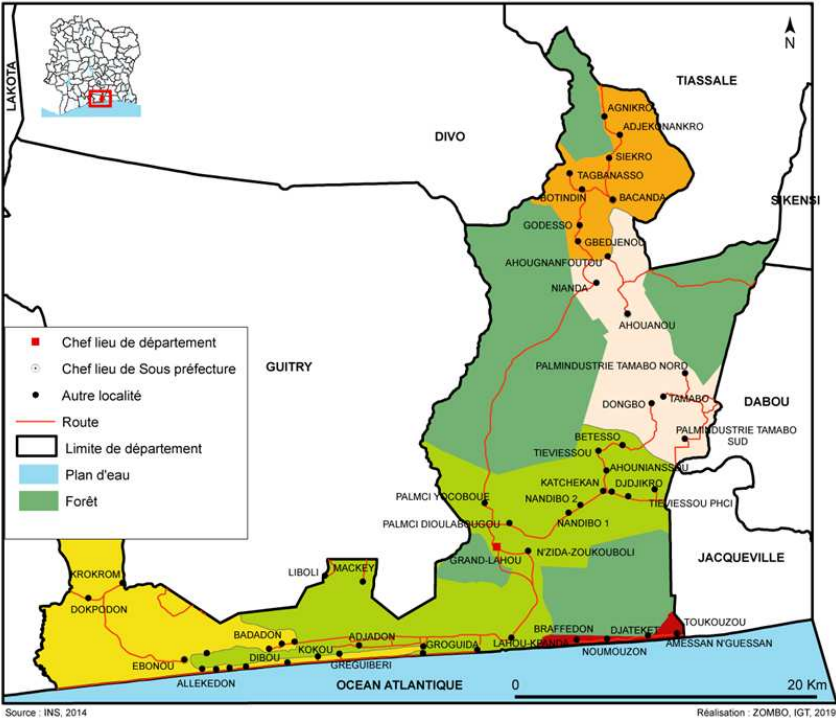 LAKOTA
N
TIASSALE
DIVO
SIKENSI
AGNIKRO
ADJEKONANKRO
SIEKRO
TAGBANASSO
BOTINDIN
BACANDA
GODESSO
GBEDJENOU
AHOUGNANFOUTOU
NIANDA
AHOUANOU
GUITRY
PALMINDUSTRIE TAMABO NORD
TAMABO
DONGBO
DABOU
PALMINDUSTRIE TAMABO
SUD
BETESSO
TIEVIESSOU
AHOUNIANSSOU
KATCHEKAN
DJDJIKRO
NANDIBO 2
TIEVIESSOU PHCI
PALMCI YOCOBOUE
PALMCI DIOULABOUGOU
NANDIBO 1
GRAND-LAHOU
N'ZIDA-ZOUKOUBOLI
JACQUEVILLE
Chef lieu de département
Chef lieu de Sous préfecture
Autre localité
Route
Limite de département
Plan d'eau
Forêt
KROKROM
DOKPODON
LIBOLI
MACKEY
BADADON
ADJADON
KOKOU
GROGUIDA
LAHOU-KPANDA
BRAFFEDON
DJATEKET
TOUKOUZOU
NOUMOUZON
AMESSAN N'GUESSAN
EBONOU
DIBOU
GREGUIBERI
ALLEKEDON
OCEAN ATLANTIQUE
0 20 Km
Source : INS, 2014
Réalisation : ZOMBO, IGT, 2019